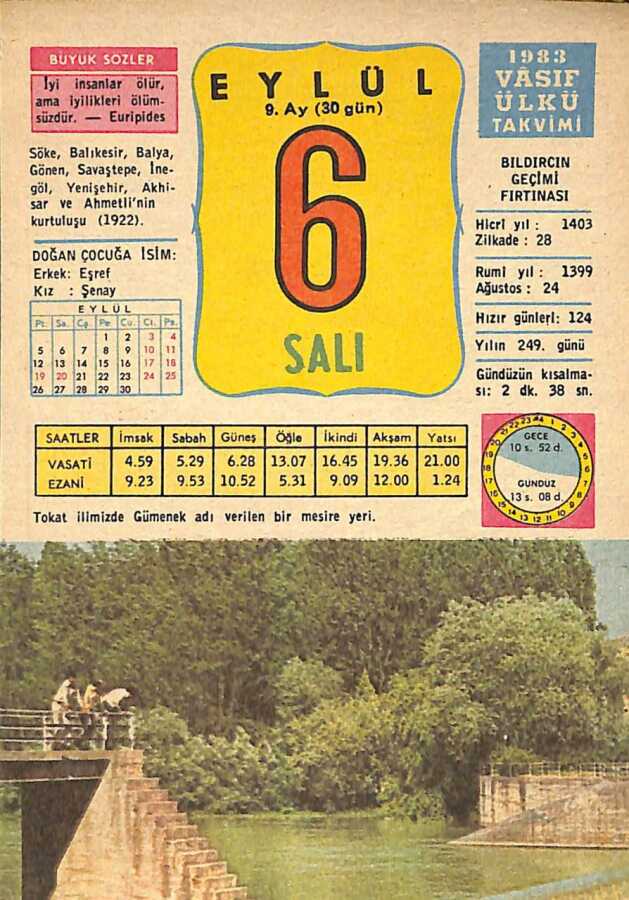 BÜYÜK SÖZLER
İyi insanlar ölür,
ama iyilikleri ölüm-
süzdür. — Euripides
Söke, Balıkesir, Balya,
Gönen, Savaştepe, İne-
göl, Yenişehir, Akhi-
sar ve Ahmetli'nin
kurtuluşu (1922).
DOĞAN ÇOCUĞA İSİM:
Erkek: Eşref
Kız : Şenay
EYLÜL
Pt. Sa. Çş. Pe Cu. Ct. Pa.
1 2 3 4
5 6 7 8 9 10 11
12 13 14 15 16 17 18
19 20 21 22 23 24 25
26 27 28 29 30
EYLÜL
9. Ay (30 gün)
6
SALI
1983
VÂSIF
ÜLKÜ
TAKVİMİ
BILDIRCIN
GEÇİMİ
FIRTINASI
Hicrî yıl : 1403
Zilkade : 28
Rumî yıl : 1399
Ağustos : 24
Hızır günleri: 124
Yılın 249. günü
Gündüzün kısalma-
sı: 2 dk. 38 sn.
SAATLER İmsak Sabah Güneş Öğle İkindi Akşam Yatsı
VASATİ 4.59 5.29 6.28 13.07 16.45 19.36 21.00
EZANİ 9.23 9.53 10.52 5.31 9.09 12.00 1.24
GECE
10 s. 52 d.
GÜNDÜZ
13 s. 08 d.
Tokat ilimizde Gümenek adı verilen bir mesire yeri.